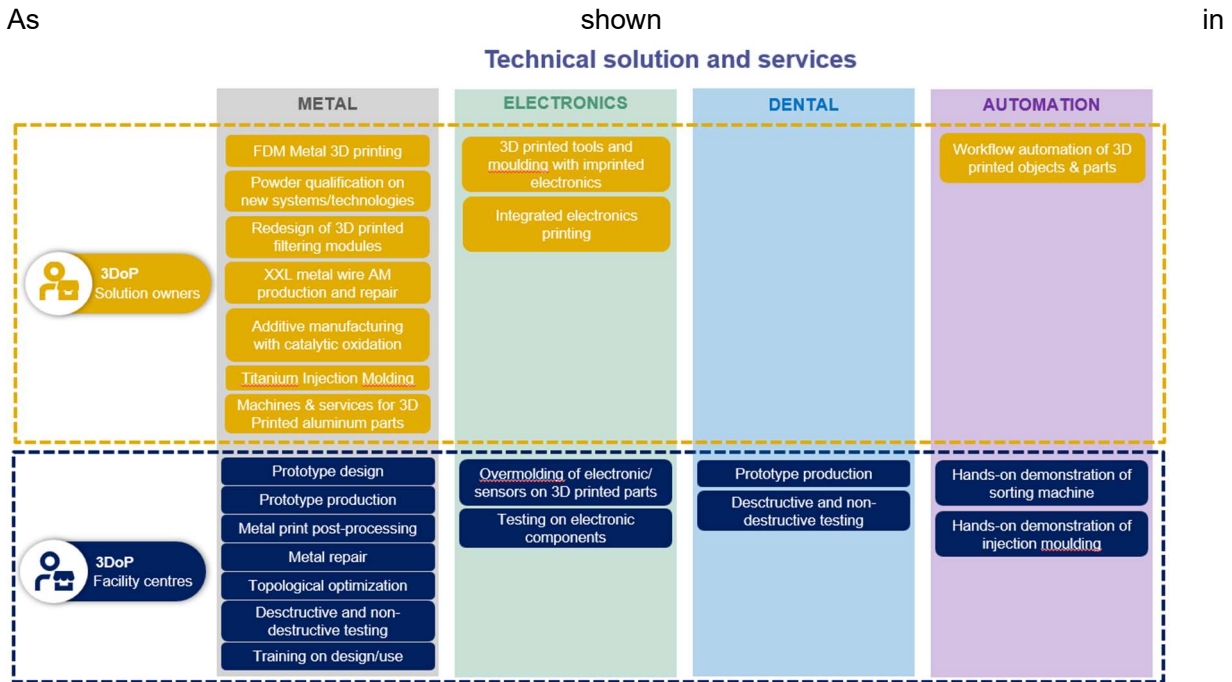 As shown in
Technical solution and services
METAL
ELECTRONICS
DENTAL
AUTOMATION
3DoP
Solution owners
FDM Metal 3D printing
Powder qualification on
new systems/technologies
Redesign of 3D printed
filtering modules
XXL metal wire AM
production and repair
Additive manufacturing
with catalytic oxidation
Titanium Injection Molding
Machines & services for 3D
Printed aluminum parts
3D printed tools and
moulding with imprinted
electronics
Integrated electronics
printing
Workflow automation of 3D
printed objects & parts
3DoP
Facility centres
Prototype design
Prototype production
Metal print post-processing
Metal repair
Topological optimization
Desctructive and non-
destructive testing
Training on design/use
Overmolding of electronic/
sensors on 3D printed parts
Testing on electronic
components
Prototype production
Desctructive and non-
destructive testing
Hands-on demonstration of
sorting machine
Hands-on demonstration of
injection moulding